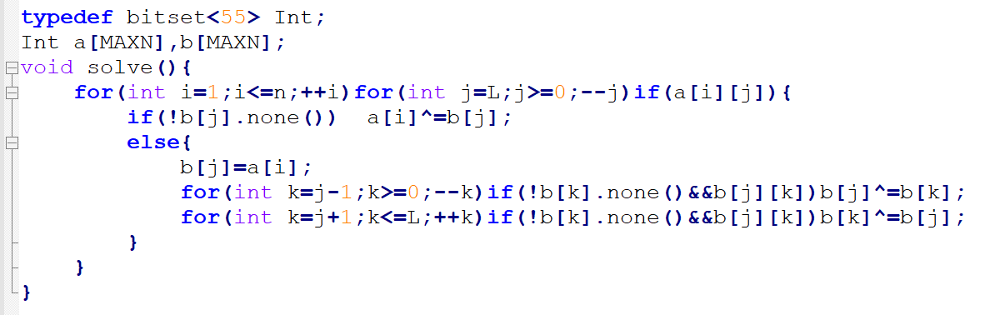 typedef bitset<55> Int;
Int a[MAXN],b[MAXN];
void solve(){
    for(int i=1;i<=n;++i)for(int j=L;j>=0;--j)if(a[i][j]){
        if(!b[j].none())  a[i]^=b[j];
        else{
            b[j]=a[i];
            for(int k=j-1;k>=0;--k)if(!b[k].none()&&b[j][k])b[j]^=b[k];
            for(int k=j+1;k<=L;++k)if(!b[k].none()&&b[j][k])b[k]^=b[j];
        }
    }
}